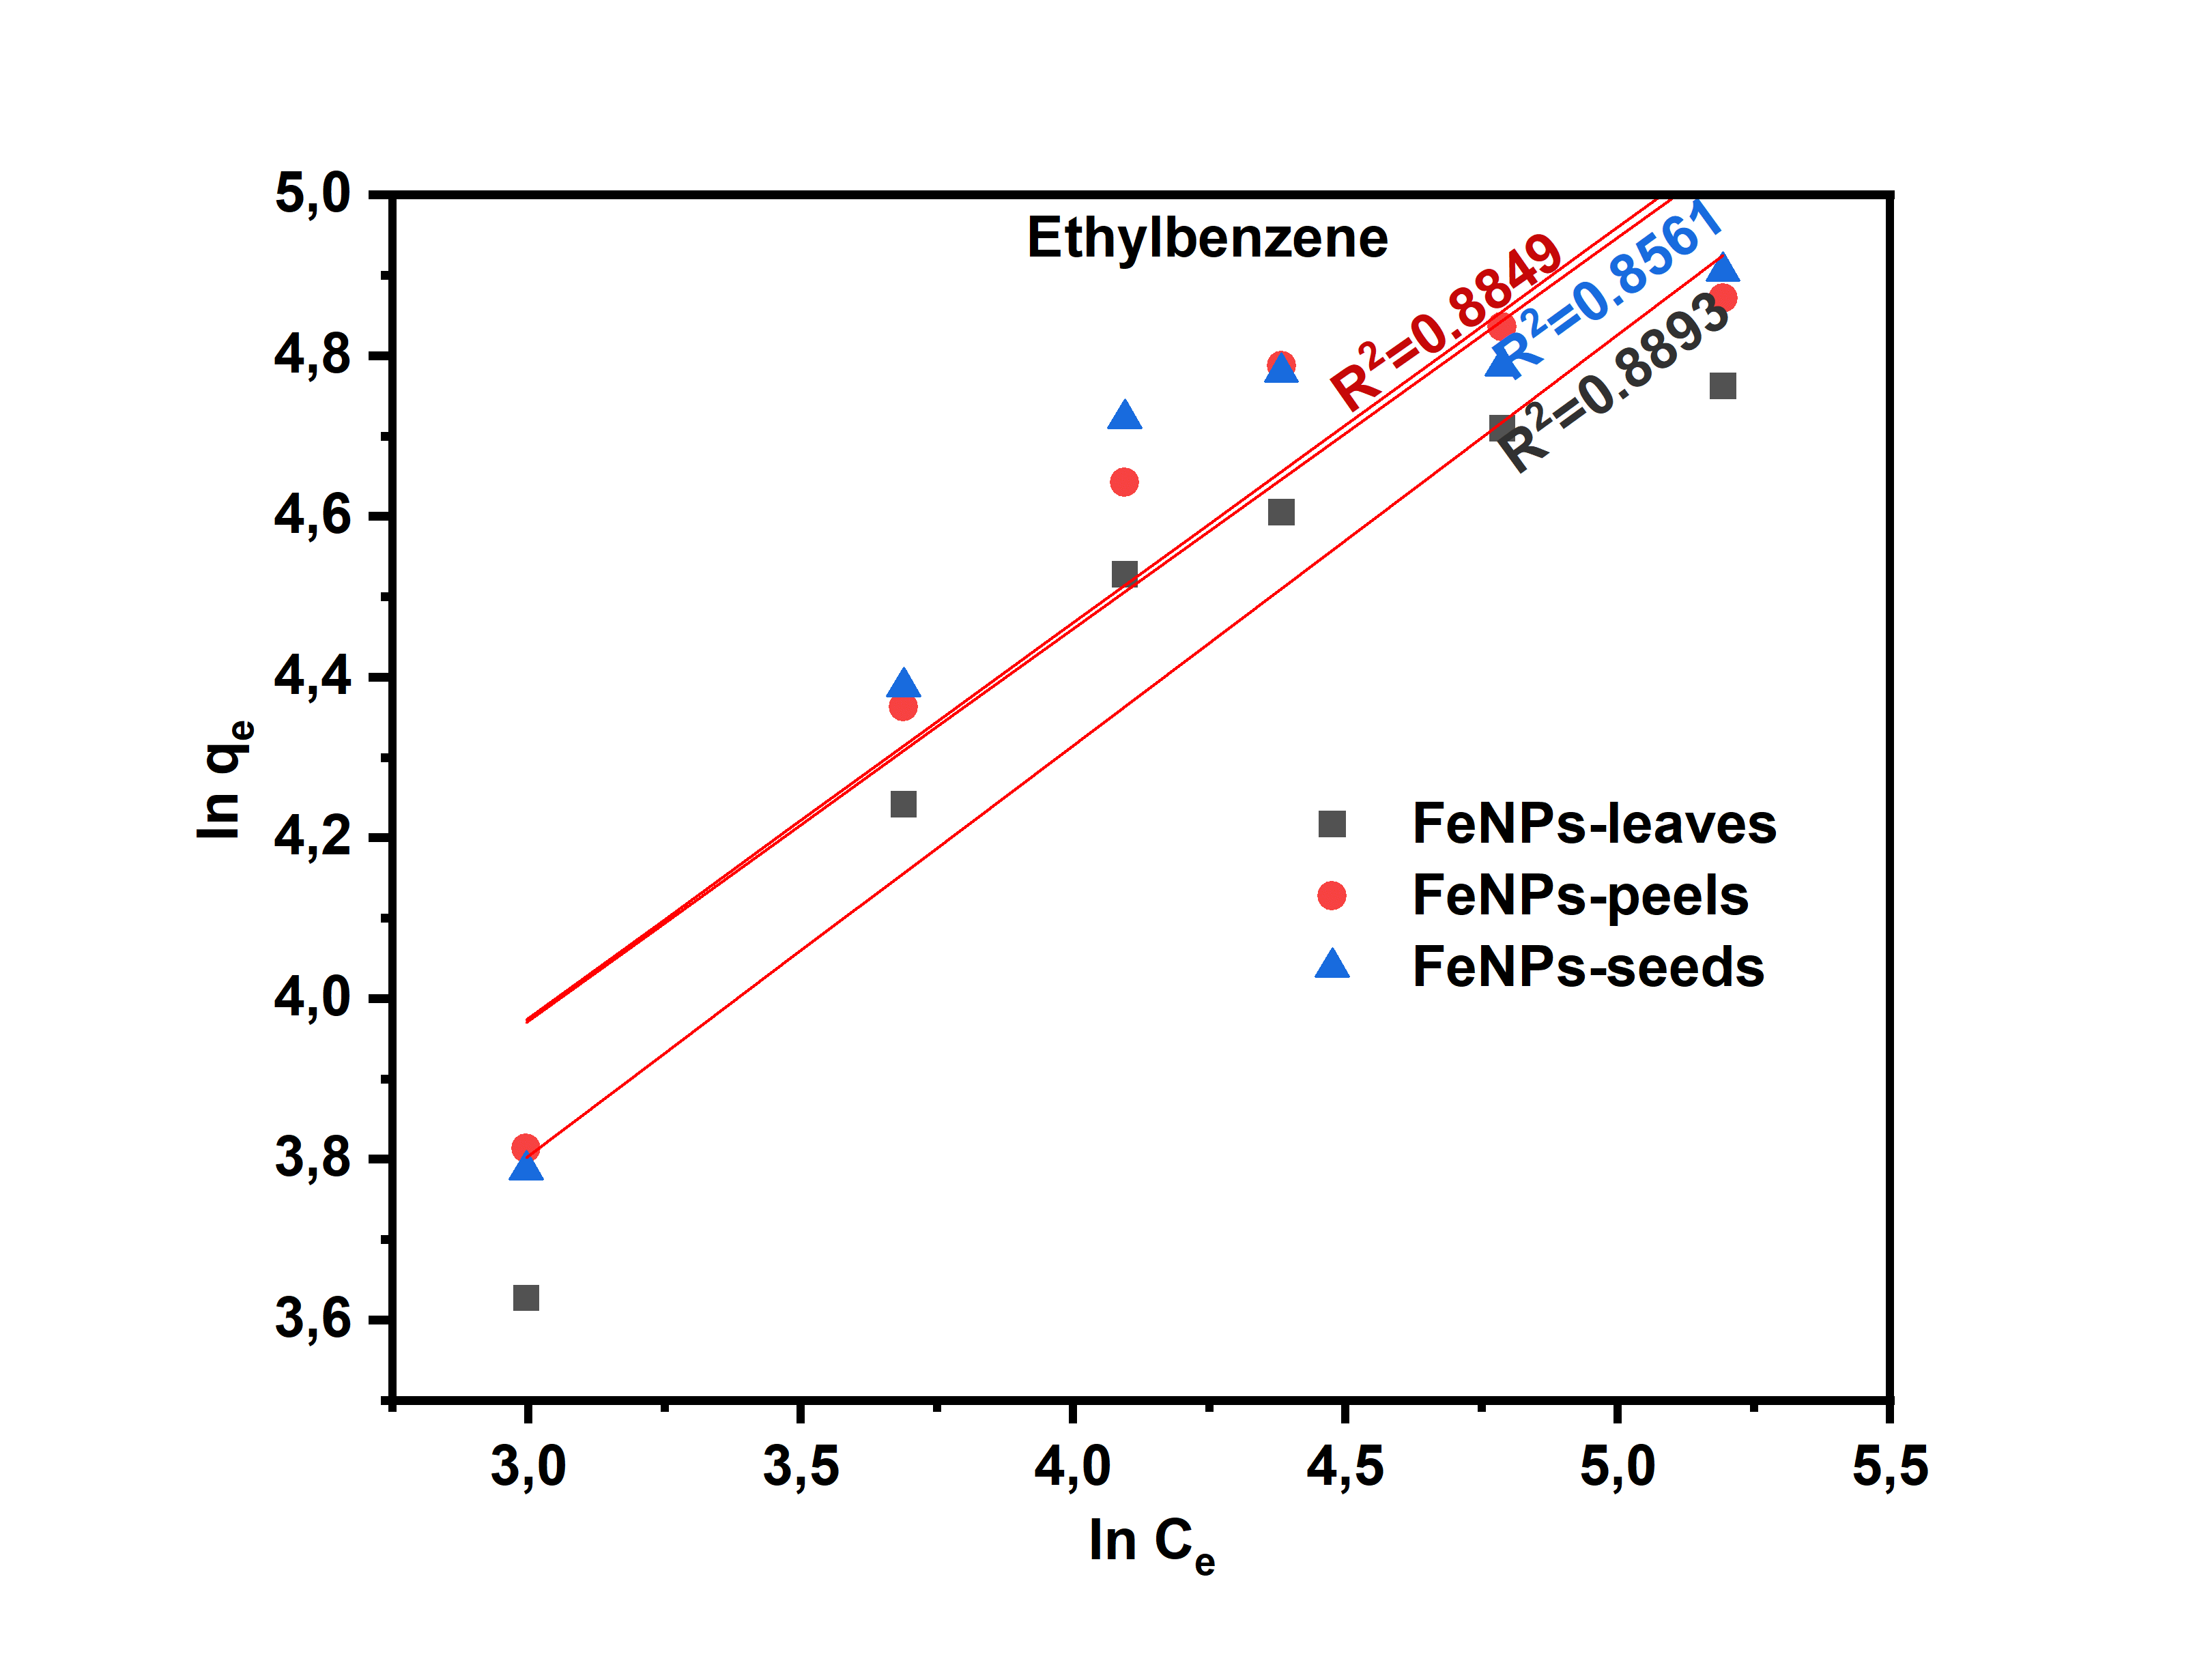 Ethylbenzene
5,0
4,8
4,6
4,4
4,2
4,0
3,8
3,6
ln qe
R2=0.8849
R2=0.8561
R2=0.8893
FeNPs-leaves
FeNPs-peels
FeNPs-seeds
3,0 3,5 4,0 4,5 5,0 5,5
ln Ce